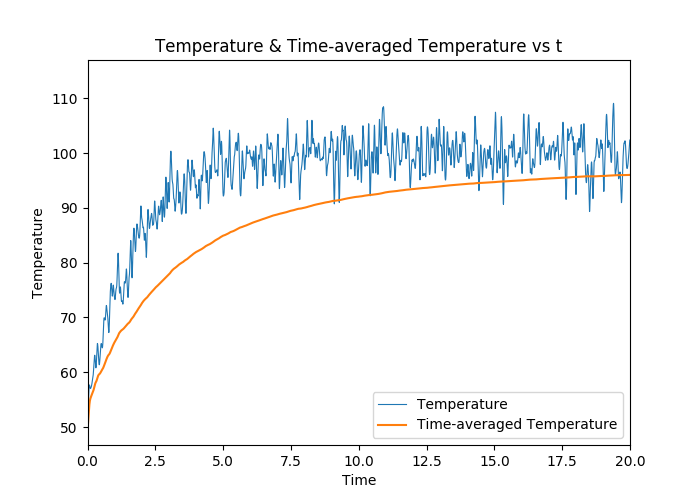 Temperature & Time-averaged Temperature vs t
110
100
90
80
70
60
50
Temperature
0.0 2.5 5.0 7.5 10.0 12.5 15.0 17.5 20.0
Time
Temperature
Time-averaged Temperature